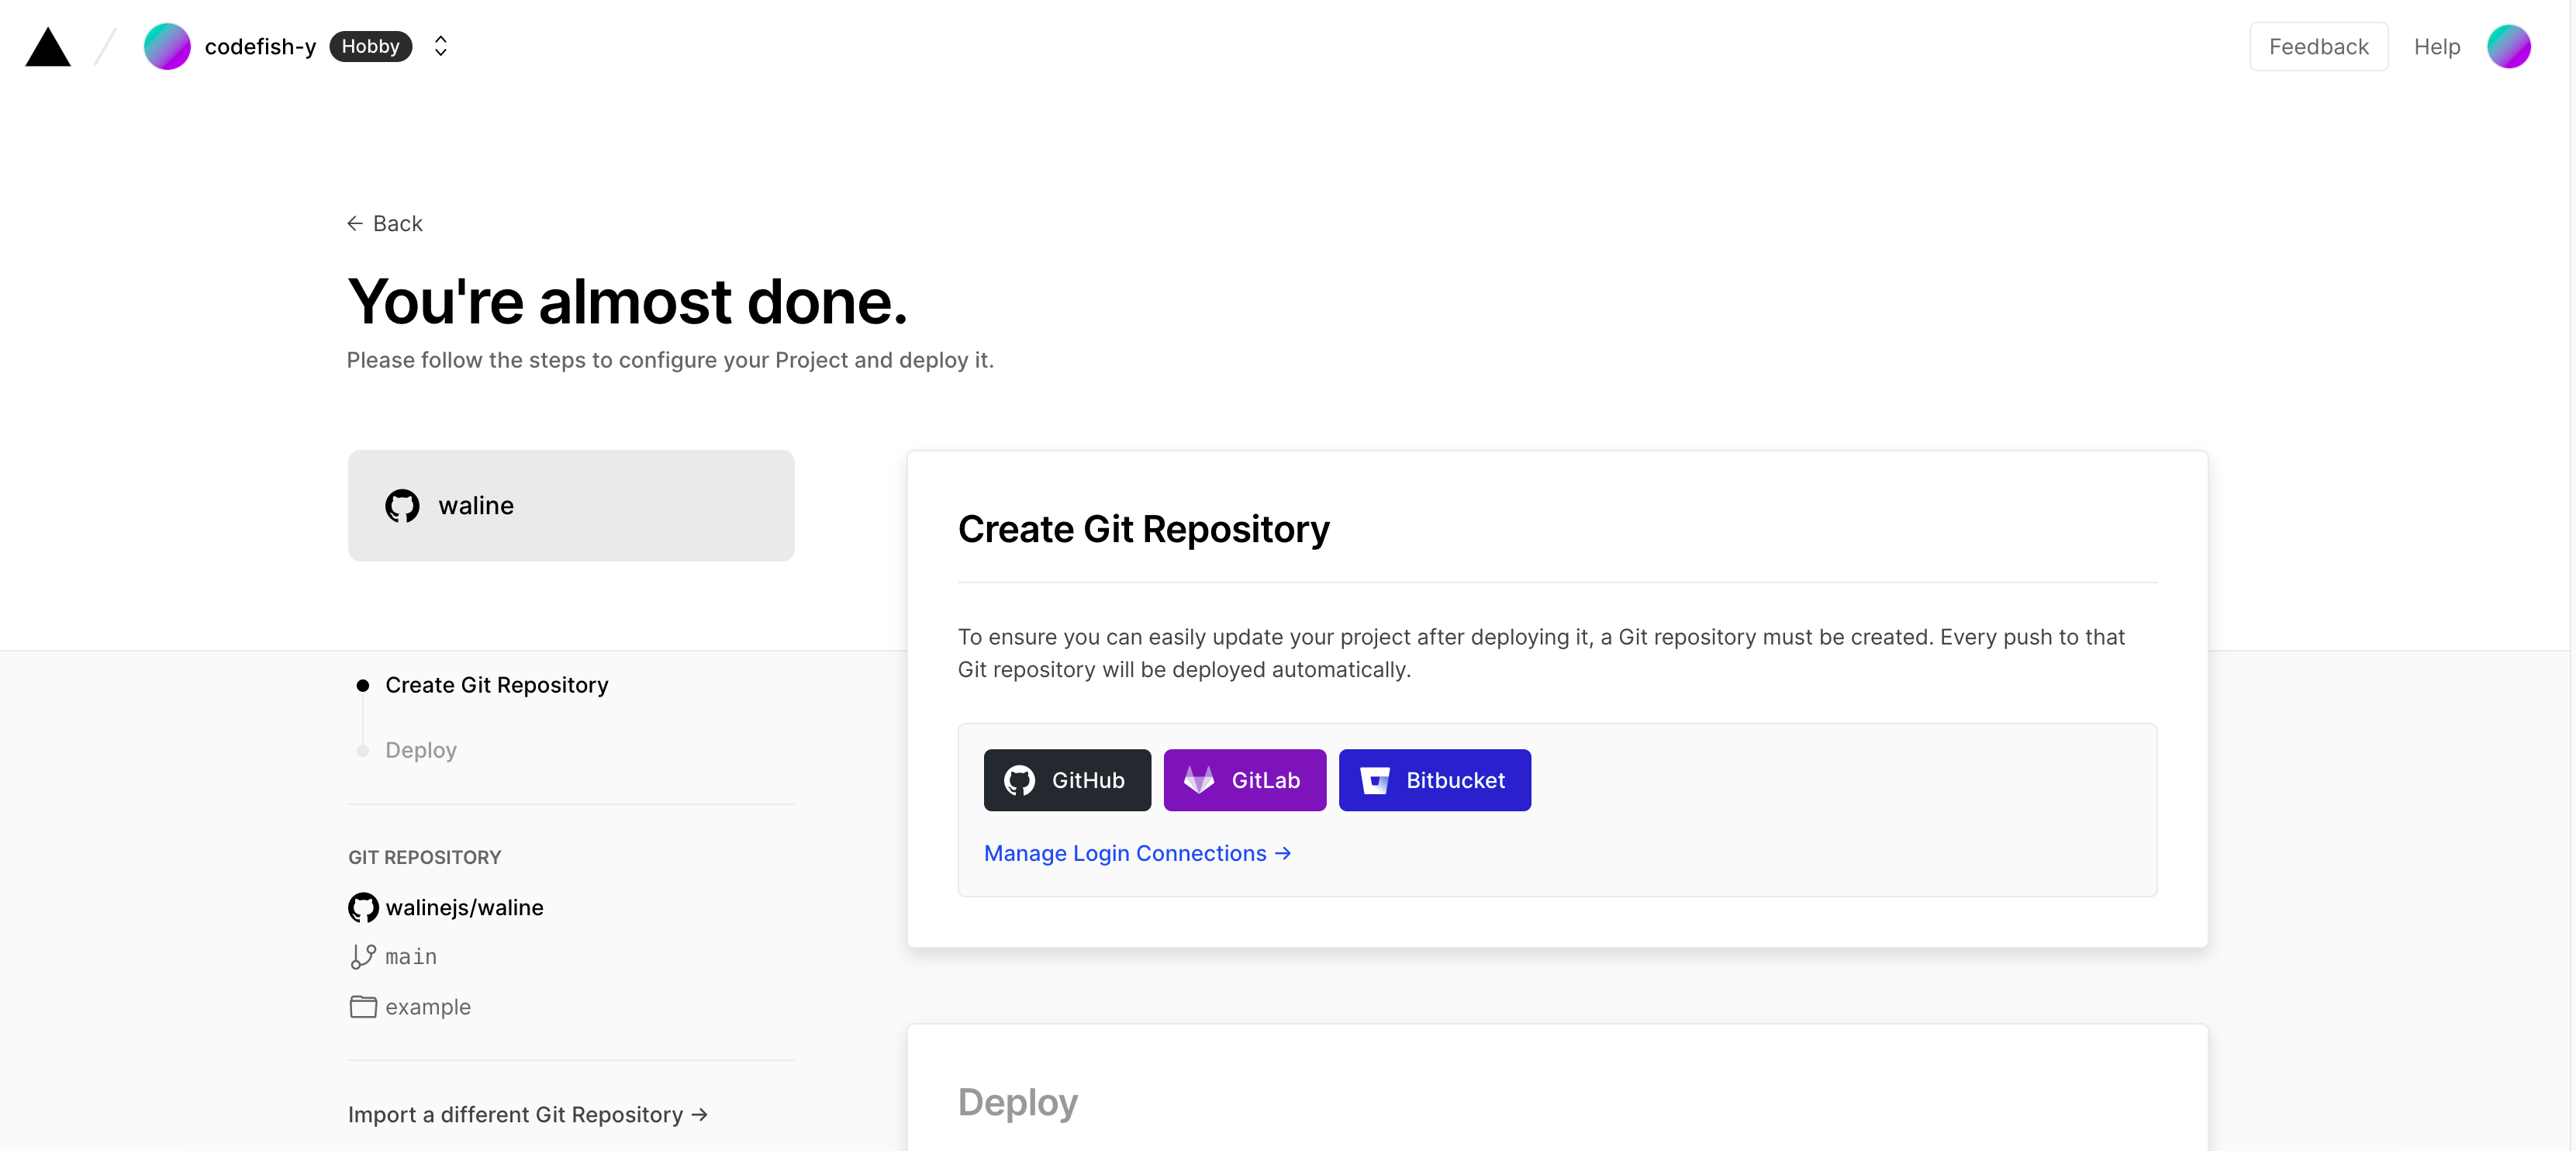 codefish-y Hobby
Feedback Help
← Back
You're almost done.
Please follow the steps to configure your Project and deploy it.
waline
Create Git Repository
Deploy
GIT REPOSITORY
walinejs/waline
main
example
Import a different Git Repository →
Create Git Repository
To ensure you can easily update your project after deploying it, a Git repository must be created. Every push to that
Git repository will be deployed automatically.
GitHub GitLab Bitbucket
Manage Login Connections →
Deploy